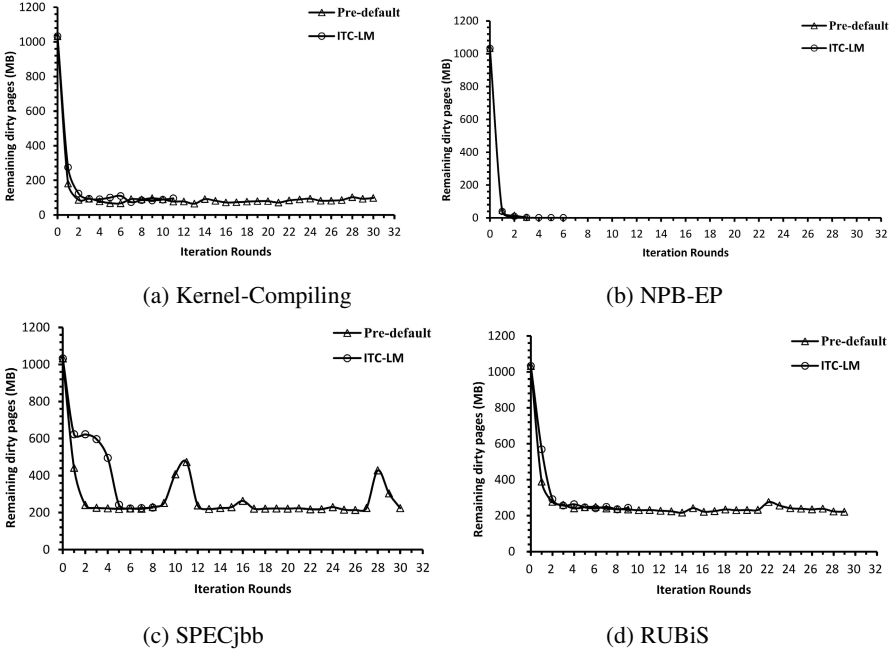 1200
1000
800
600
400
200
0
Remaining dirty pages (MB)
Pre-default
ITC-LM
0 2 4 6 8 10 12 14 16 18 20 22 24 26 28 30 32
Iteration Rounds
(a) Kernel-Compiling
1200
1000
800
600
400
200
0
Remaining dirty pages (MB)
Pre-default
ITC-LM
0 2 4 6 8 10 12 14 16 18 20 22 24 26 28 30 32
Iteration Rounds
(b) NPB-EP
1200
1000
800
600
400
200
0
Remaining dirty pages (MB)
Pre-default
ITC-LM
0 2 4 6 8 10 12 14 16 18 20 22 24 26 28 30 32
Iteration Rounds
(c) SPECjbb
1200
1000
800
600
400
200
0
Remaining dirty pages (MB)
Pre-default
ITC-LM
0 2 4 6 8 10 12 14 16 18 20 22 24 26 28 30 32
Iteration Rounds
(d) RUBiS